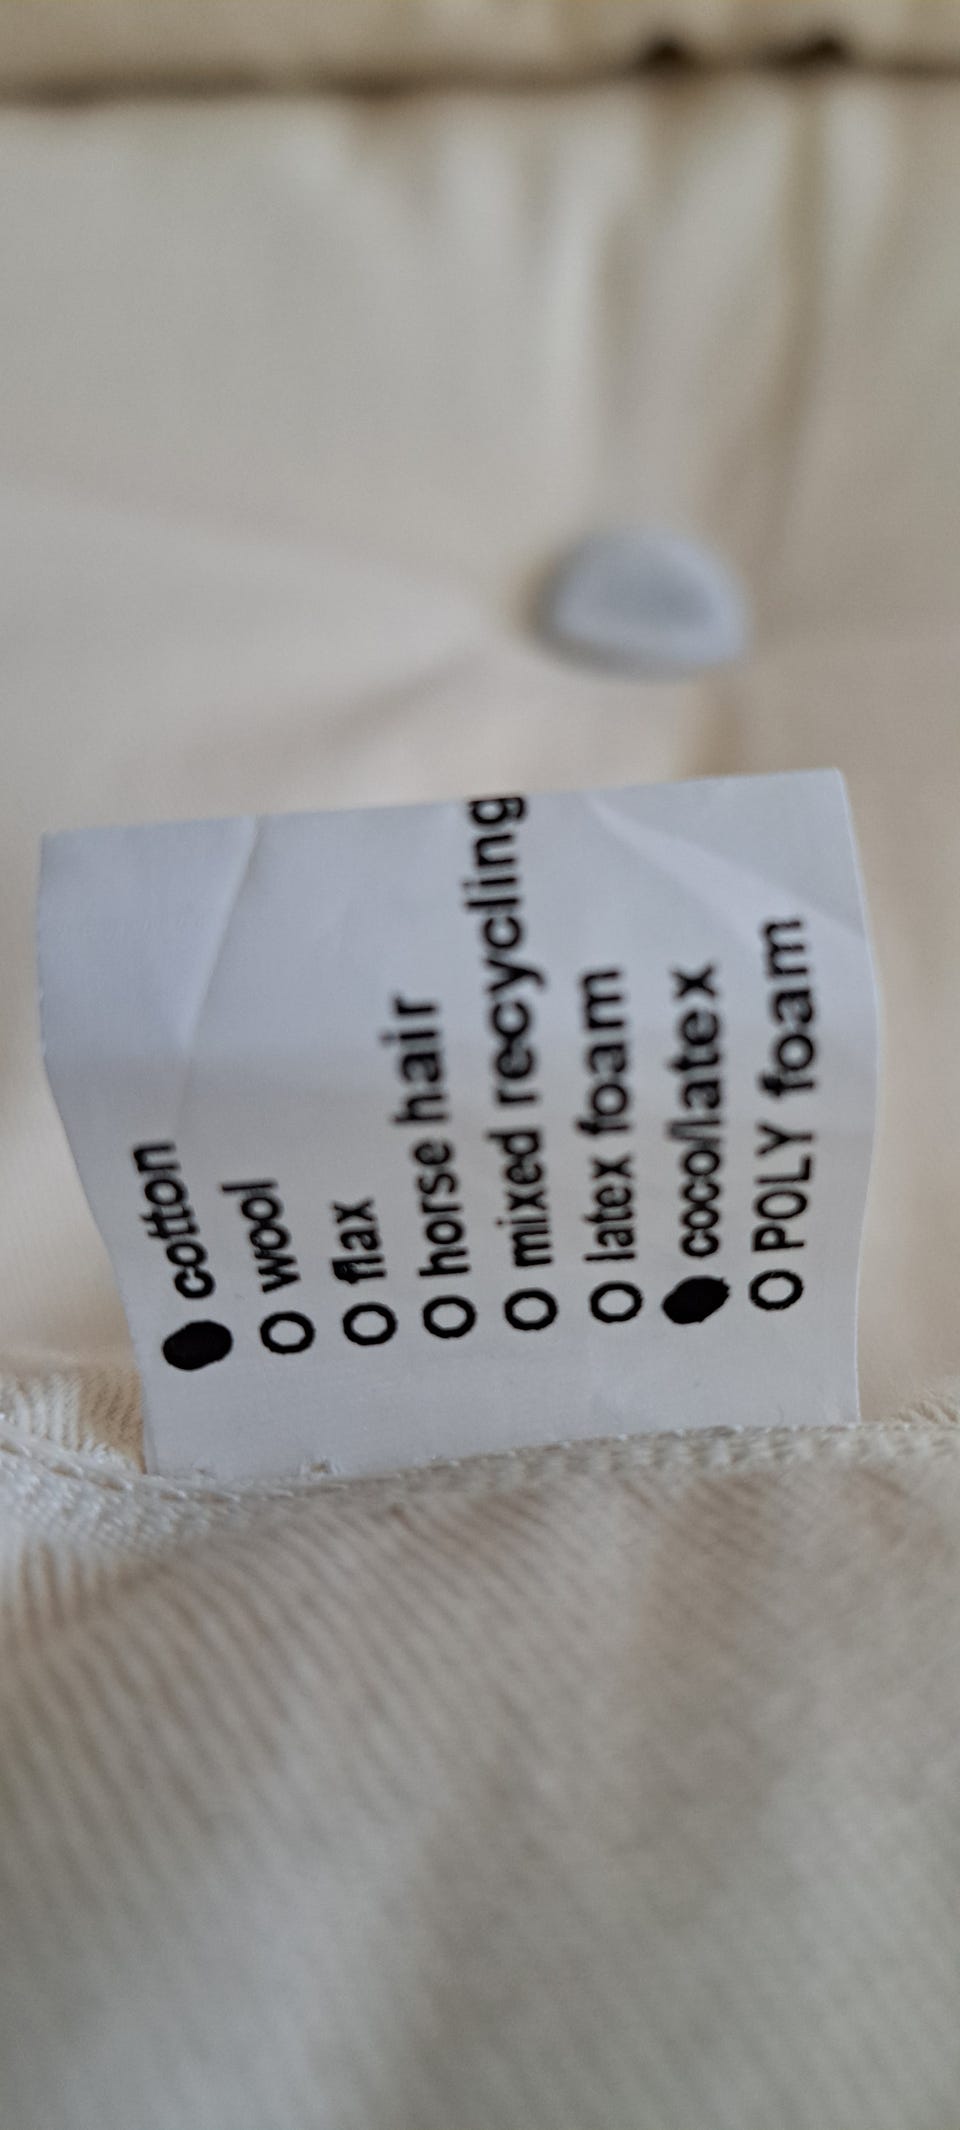 ● cotton
O wool
O flax
O horse hair
O mixed recycling
O latex foam
● coco/latex
O POLY foam